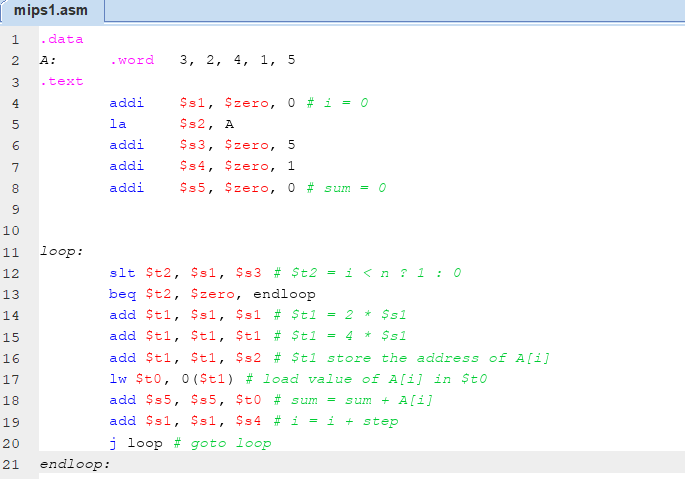 mips1.asm
1 .data
2 A: .word 3, 2, 4, 1, 5
3 .text
4 addi $s1, $zero, 0 # i = 0
5 la $s2, A
6 addi $s3, $zero, 5
7 addi $s4, $zero, 1
8 addi $s5, $zero, 0 # sum = 0
9
10
11 loop:
12 slt $t2, $s1, $s3 # $t2 = i < n ? 1 : 0
13 beq $t2, $zero, endloop
14 add $t1, $s1, $s1 # $t1 = 2 * $s1
15 add $t1, $t1, $t1 # $t1 = 4 * $s1
16 add $t1, $t1, $s2 # $t1 store the address of A[i]
17 lw $t0, 0($t1) # load value of A[i] in $t0
18 add $s5, $s5, $t0 # sum = sum + A[i]
19 add $s1, $s1, $s4 # i = i + step
20 j loop # goto loop
21 endloop: